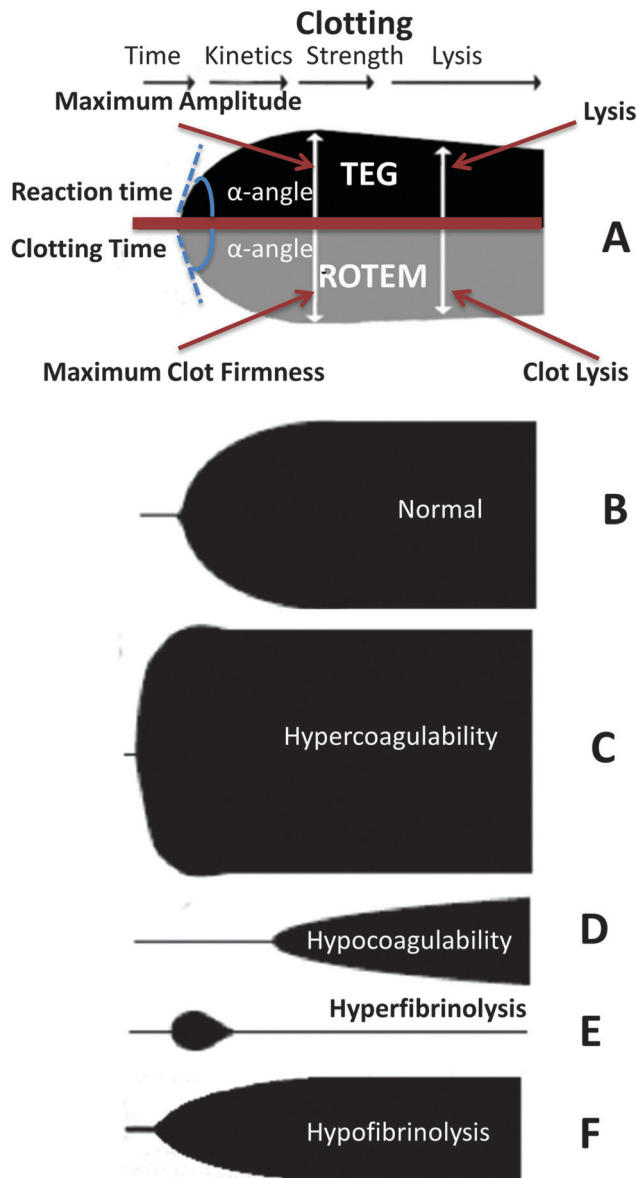 Clotting
Time Kinetics Strength Lysis
Maximum Amplitude
Lysis
TEG
Reaction time
α-angle
A
Clotting Time
α-angle
ROTEM
Maximum Clot Firmness
Clot Lysis
Normal
B
Hypercoagulability
C
Hypocoagulability
D
Hyperfibrinolysis
E
Hypofibrinolysis
F